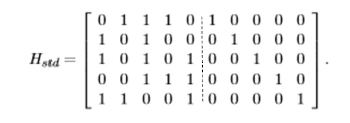 0 1 1 1 0 1 0 0 0 0
1 0 1 0 0 0 1 0 0 0
H_std = 1 0 1 0 1 0 0 1 0 0 .
0 0 1 1 1 0 0 0 1 0
1 1 0 0 1 0 0 0 0 1